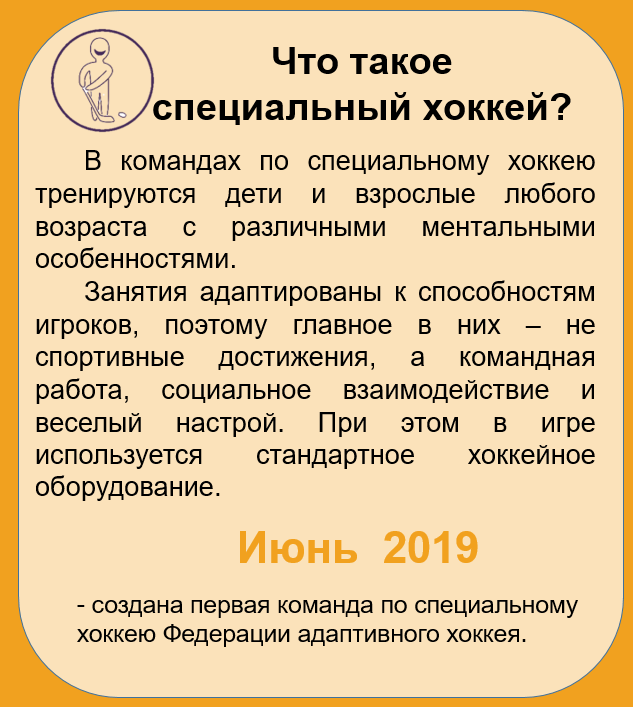 Что такое
специальный хоккей?
В командах по специальному хоккею
тренируются дети и взрослые любого
возраста с различными ментальными
особенностями.
Занятия адаптированы к способностям
игроков, поэтому главное в них – не
спортивные достижения, а командная
работа, социальное взаимодействие и
веселый настрой. При этом в игре
используется стандартное хоккейное
оборудование.
Июнь 2019
- создана первая команда по специальному
хоккею Федерации адаптивного хоккея.